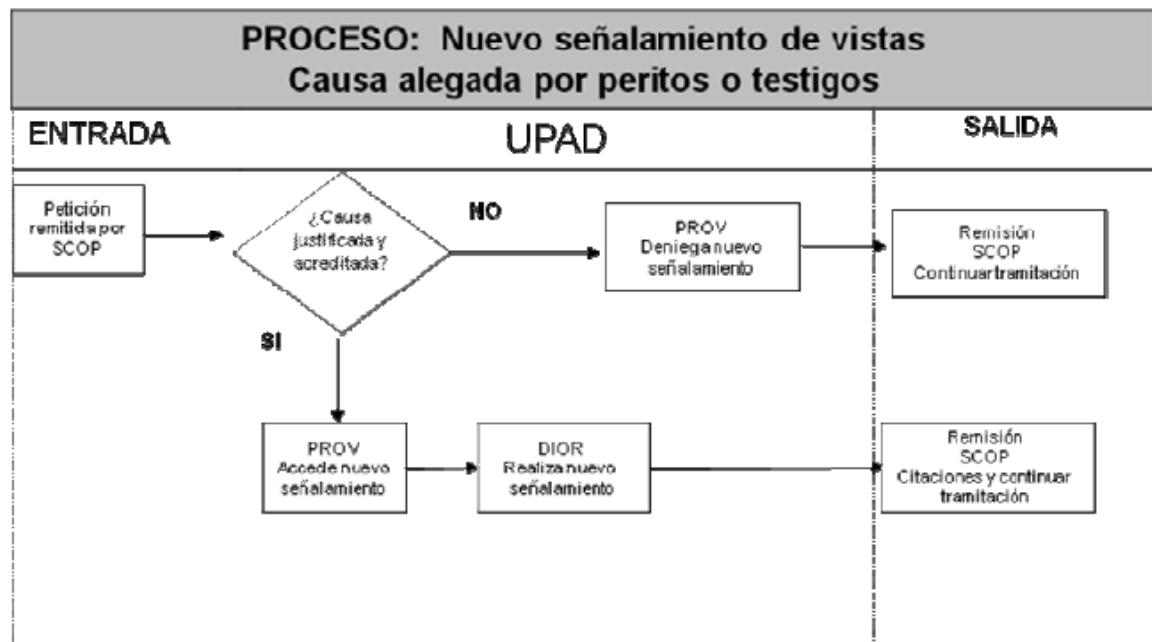 PROCESO: Nuevo señalamiento de vistas
Causa alegada por peritos o testigos
ENTRADA
UPAD
SALIDA
Petición
remitida por
SCOP
¿Causa
justificada y
acreditada?
NO
PROV
Deniega nuevo
señalamiento
Remisión
SCOP
Continuar tramitación
SI
PROV
Accede nuevo
señalamiento
DIOR
Realiza nuevo
señalamiento
Remisión
SCOP
Citaciones y continuar
tramitación